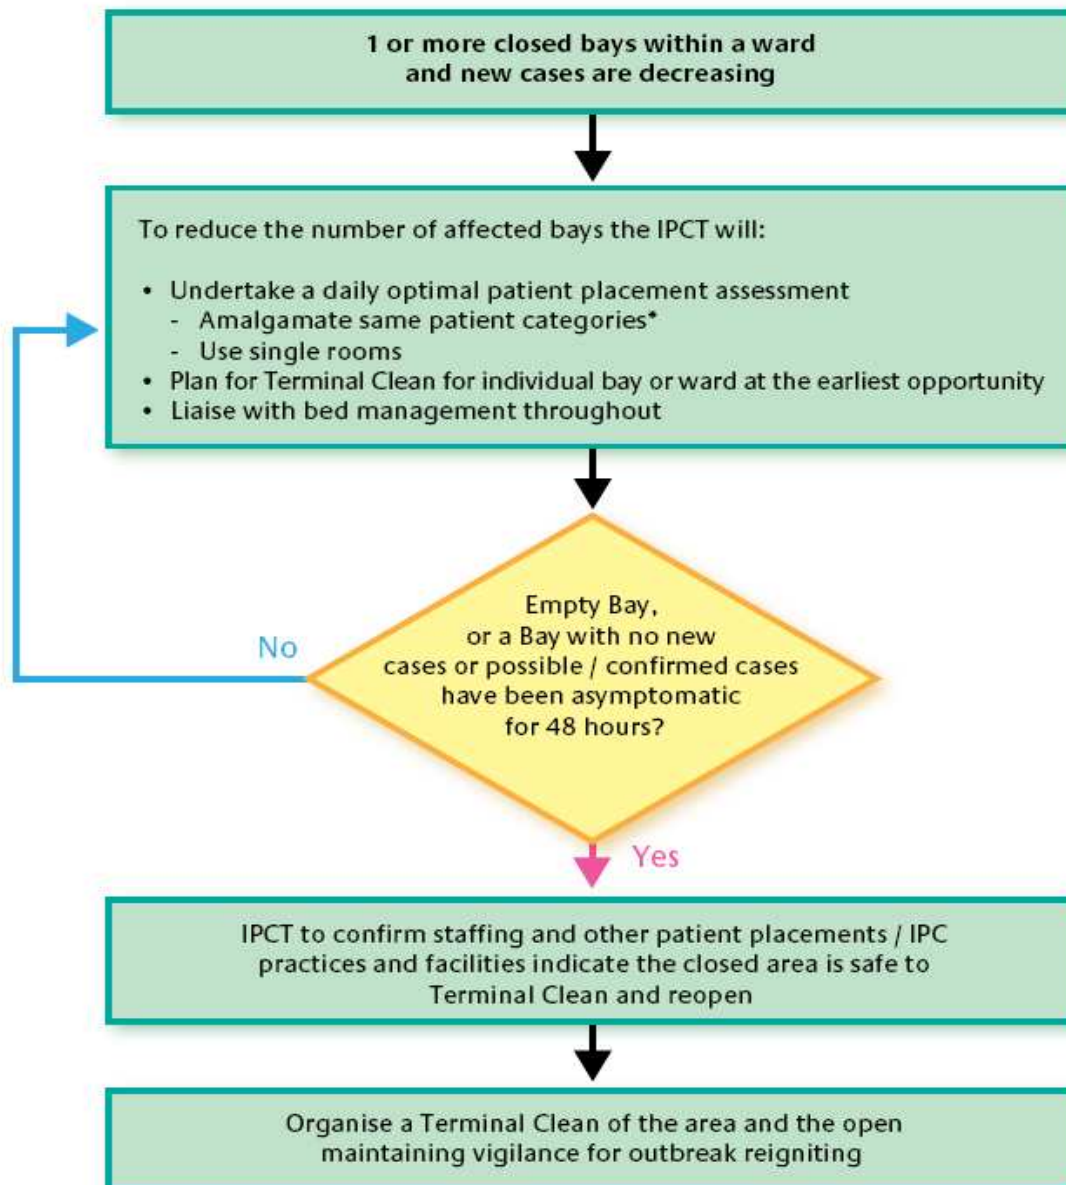 1 or more closed bays within a ward
and new cases are decreasing
To reduce the number of affected bays the IPCT will:
• Undertake a daily optimal patient placement assessment
- Amalgamate same patient categories*
- Use single rooms
• Plan for Terminal Clean for individual bay or ward at the earliest opportunity
• Liaise with bed management throughout
Empty Bay,
or a Bay with no new
cases or possible / confirmed cases
have been asymptomatic
for 48 hours?
No
Yes
IPCT to confirm staffing and other patient placements / IPC
practices and facilities indicate the closed area is safe to
Terminal Clean and reopen
Organise a Terminal Clean of the area and the open
maintaining vigilance for outbreak reigniting